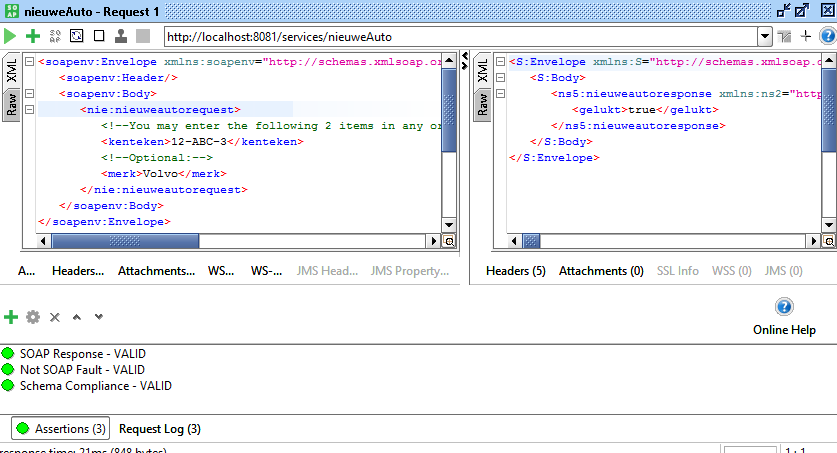 nieuweAuto - Request 1
http://localhost:8081/services/nieuweAuto
XML
Raw
<soapenv:Envelope xmlns:soapenv="http://schemas.xmlsoap.or
<soapenv:Header/>
<soapenv:Body>
<nie:nieuweautorequest>
<!--You may enter the following 2 items in any or
<kenteken>12-ABC-3</kenteken>
<!--Optional:-->
<merk>Volvo</merk>
</nie:nieuweautorequest>
</soapenv:Body>
</soapenv:Envelope>
XML
Raw
<S:Envelope xmlns:S="http://schemas.xmlsoap.o
<S:Body>
<ns5:nieuweautoresponse xmlns:ns2="http
<gelukt>true</gelukt>
</ns5:nieuweautoresponse>
</S:Body>
</S:Envelope>
A... Headers... Attachments... WS... WS-... JMS Head... JMS Property...
Headers (5) Attachments (0) SSL Info WSS (0) JMS (0)
Online Help
SOAP Response - VALID
Not SOAP Fault - VALID
Schema Compliance - VALID
Assertions (3) Request Log (3)
response time: 21ms (848 bytes)
1 : 1